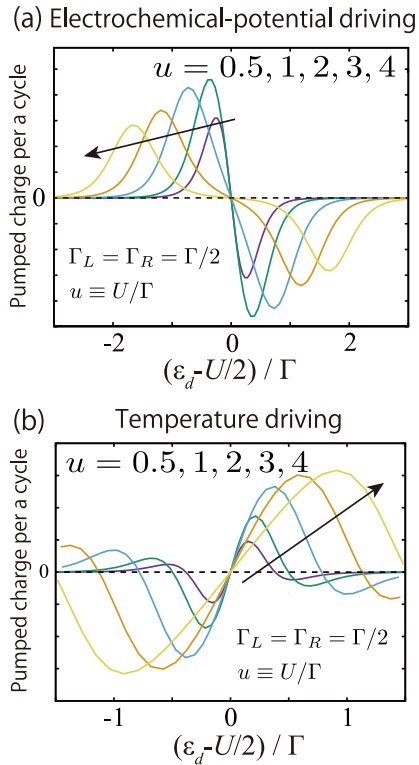 (a) Electrochemical-potential driving
u = 0.5, 1, 2, 3, 4
Pumped charge per a cycle
0
Γ_L = Γ_R = Γ/2
u ≡ U/Γ
-2 0 2
(ε_d-U/2) / Γ
(b) Temperature driving
u = 0.5, 1, 2, 3, 4
Pumped charge per a cycle
0
Γ_L = Γ_R = Γ/2
u ≡ U/Γ
-1 0 1
(ε_d-U/2) / Γ